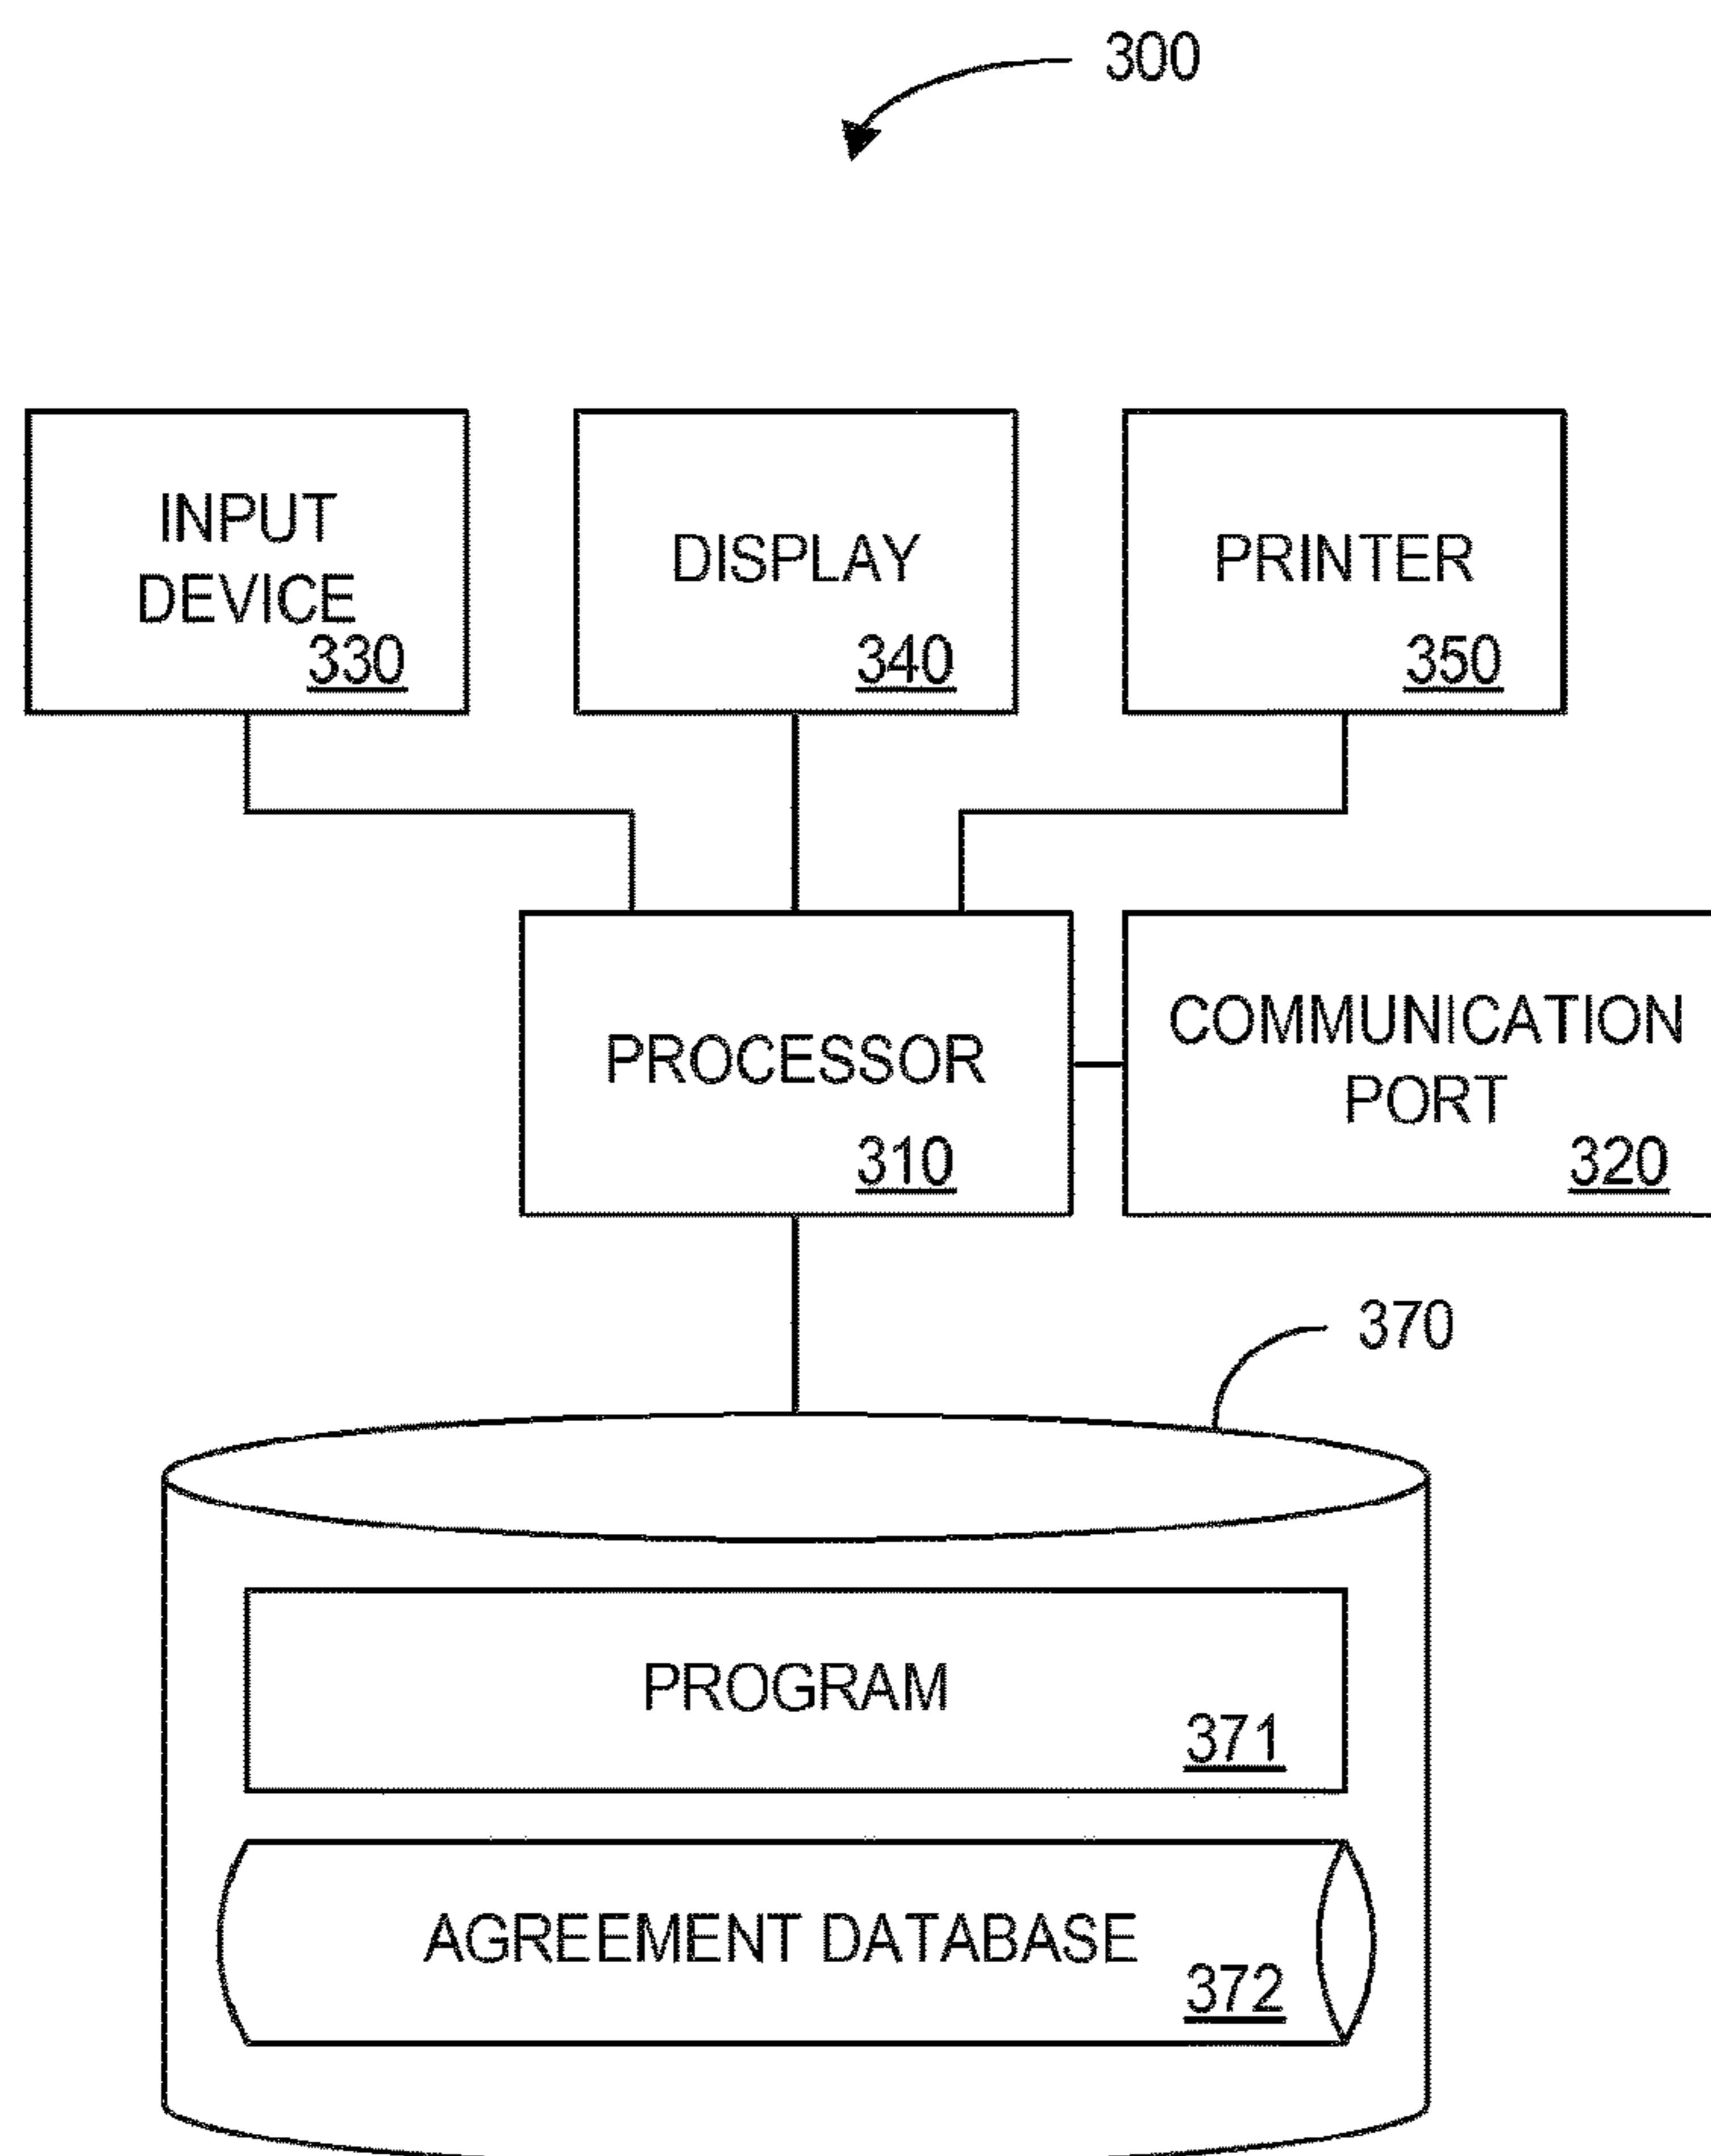 300
INPUT
DEVICE
330
DISPLAY
340
PRINTER
350
PROCESSOR
310
COMMUNICATION
PORT
320
370
PROGRAM
371
AGREEMENT DATABASE
372